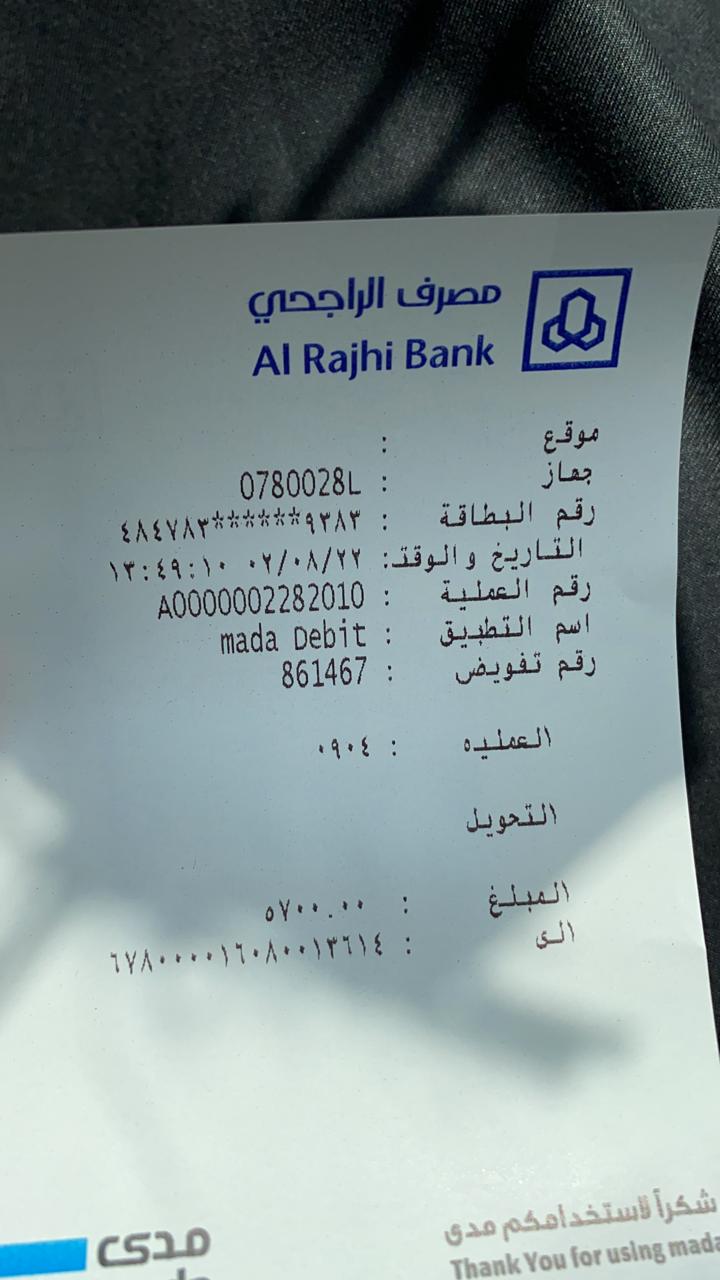 مصرف الراجحي
Al Rajhi Bank
موقع :
جهاز : 0780028L
رقم البطاقة : ٤٨٤٧٨٣******٩٣٨٣
التاريخ والوقت: ٠٢/٠٨/٢٢ ١٣:٤٩:١٠
رقم العملية : A0000002282010
اسم التطبيق : mada Debit
رقم تفويض : 861467
العمليه : ٠٩٠٤
التحويل
المبلغ : ٥٧٠٠.٠٠
الى : ٦٧٨٠٠٠٠١٦٠٨٠٠١٣٦١٤
شكراً لاستخدامكم مدى
Thank You for using mada
مدى